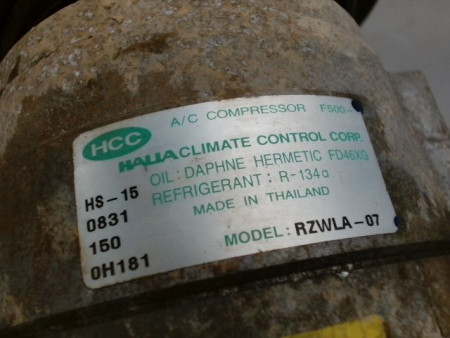 A/C COMPRESSOR F500
HCC
HALLA CLIMATE CONTROL CORP.
OIL: DAPHNE HERMETIC FD46XG
REFRIGERANT: R-134a
MADE IN THAILAND
HS-15
0831
150
0H181
MODEL: RZWLA-07